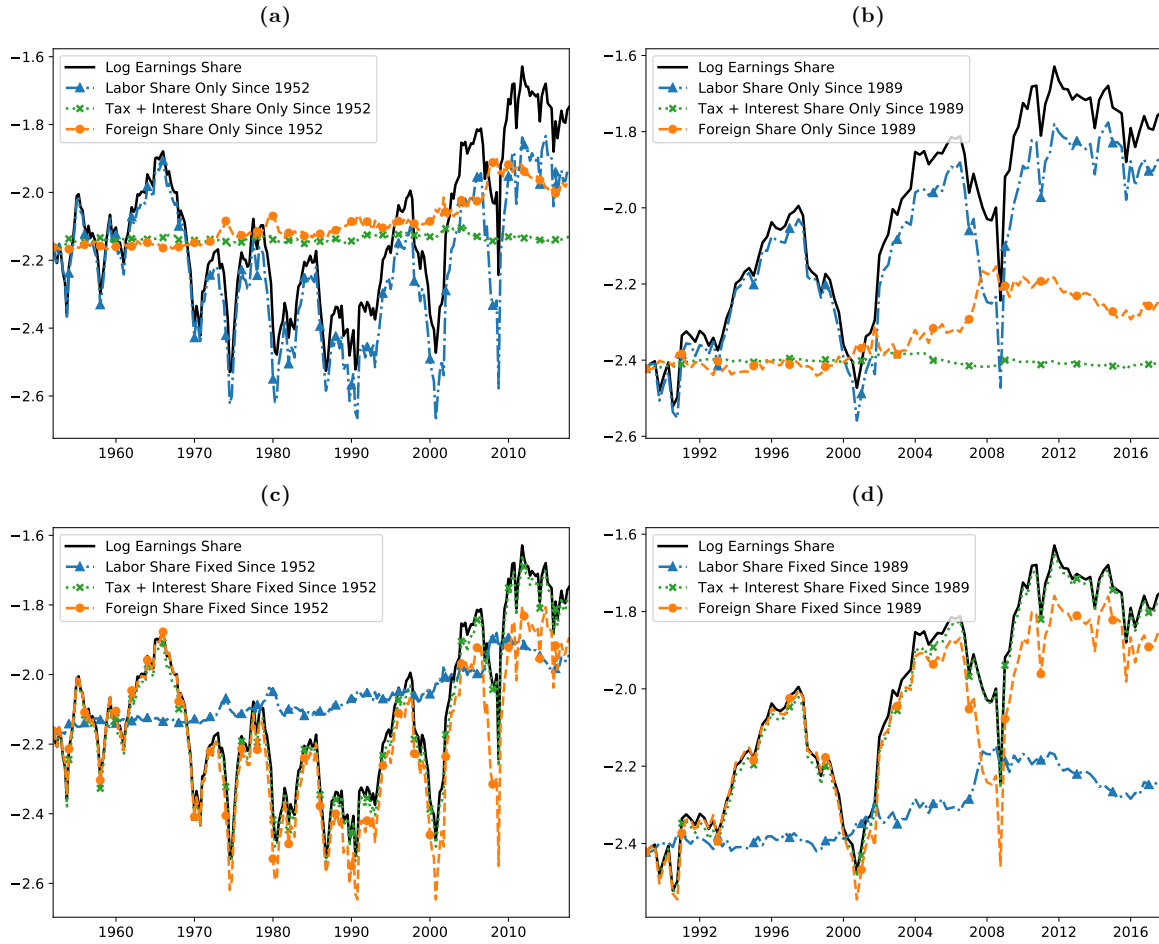 (a)
−1.6
−1.8
−2.0
−2.2
−2.4
−2.6
1960 1970 1980 1990 2000 2010
Log Earnings Share
Labor Share Only Since 1952
Tax + Interest Share Only Since 1952
Foreign Share Only Since 1952
(b)
−1.6
−1.8
−2.0
−2.2
−2.4
−2.6
1992 1996 2000 2004 2008 2012 2016
Log Earnings Share
Labor Share Only Since 1989
Tax + Interest Share Only Since 1989
Foreign Share Only Since 1989
(c)
−1.6
−1.8
−2.0
−2.2
−2.4
−2.6
1960 1970 1980 1990 2000 2010
Log Earnings Share
Labor Share Fixed Since 1952
Tax + Interest Share Fixed Since 1952
Foreign Share Fixed Since 1952
(d)
−1.6
−1.8
−2.0
−2.2
−2.4
1992 1996 2000 2004 2008 2012 2016
Log Earnings Share
Labor Share Fixed Since 1989
Tax + Interest Share Fixed Since 1989
Foreign Share Fixed Since 1989